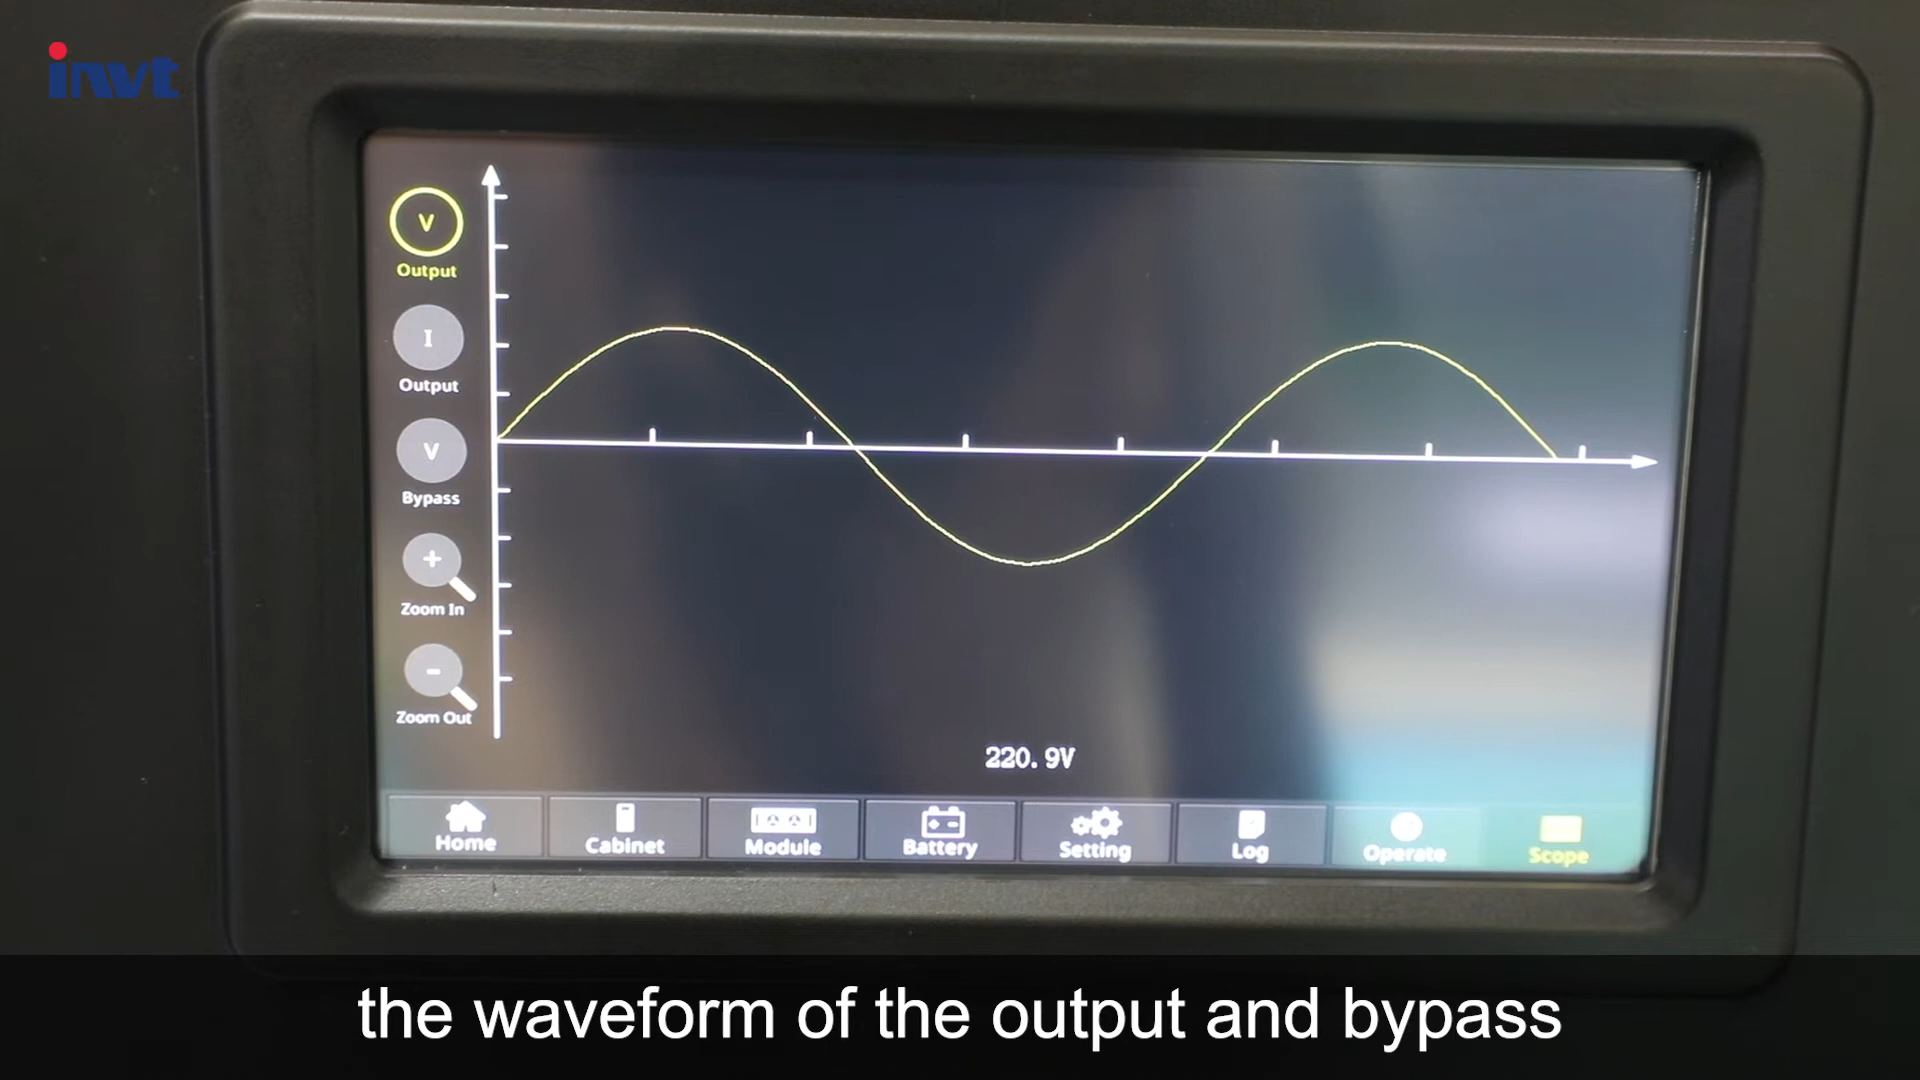 invt
V
Output
I
Output
V
Bypass
+
Zoom In
-
Zoom Out
220.9V
Home
Cabinet
Module
Battery
Setting
Log
Operate
Scope
the waveform of the output and bypass